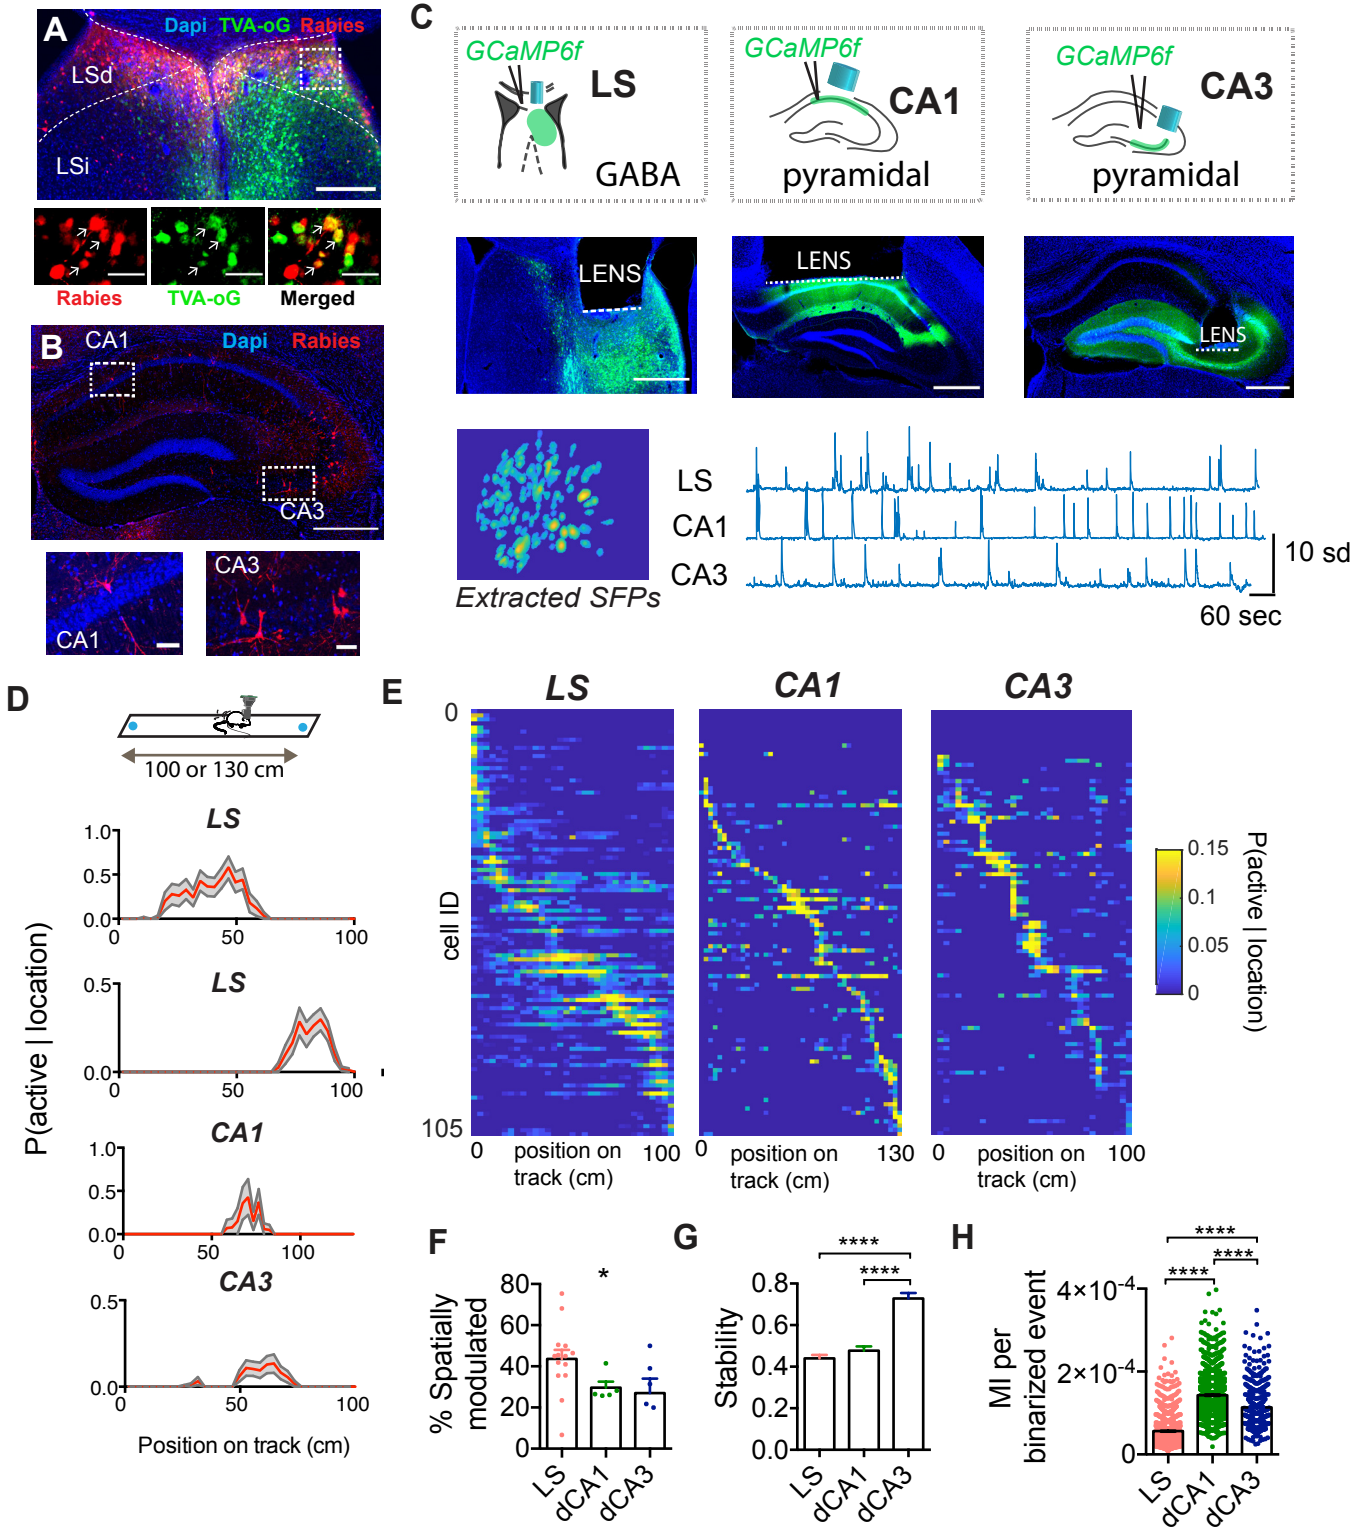 A
Dapi TVA-oG Rabies
LSd
LSi
Rabies TVA-oG Merged
B
CA1
Dapi Rabies
CA3
CA1
CA3
C
GCaMP6f
LS
GABA
GCaMP6f
CA1
pyramidal
GCaMP6f
CA3
pyramidal
LENS
LENS
LENS
Extracted SFPs
LS
CA1
CA3
10 sd
60 sec
D
100 or 130 cm
P(active | location)
LS
1.0
0.5
0.0
0 50 100
LS
0.5
0.0
0 50 100
CA1
1.0
0.5
0.0
0 50 100
CA3
0.5
0.0
0 50 100
Position on track (cm)
E
LS CA1 CA3
0
cell ID
105
0 position on track (cm) 100
0 position on track (cm) 130
0 position on track (cm) 100
0.15
0.1
0.05
0
P(active | location)
F
% Spatially
modulated
80
60
40
20
0
*
LS dCA1 dCA3
G
Stability
0.8
0.6
0.4
0.2
0.0
****
****
LS dCA1 dCA3
H
MI per
binarized event
4×10-4
2×10-4
0
****
****
****
LS dCA1 dCA3